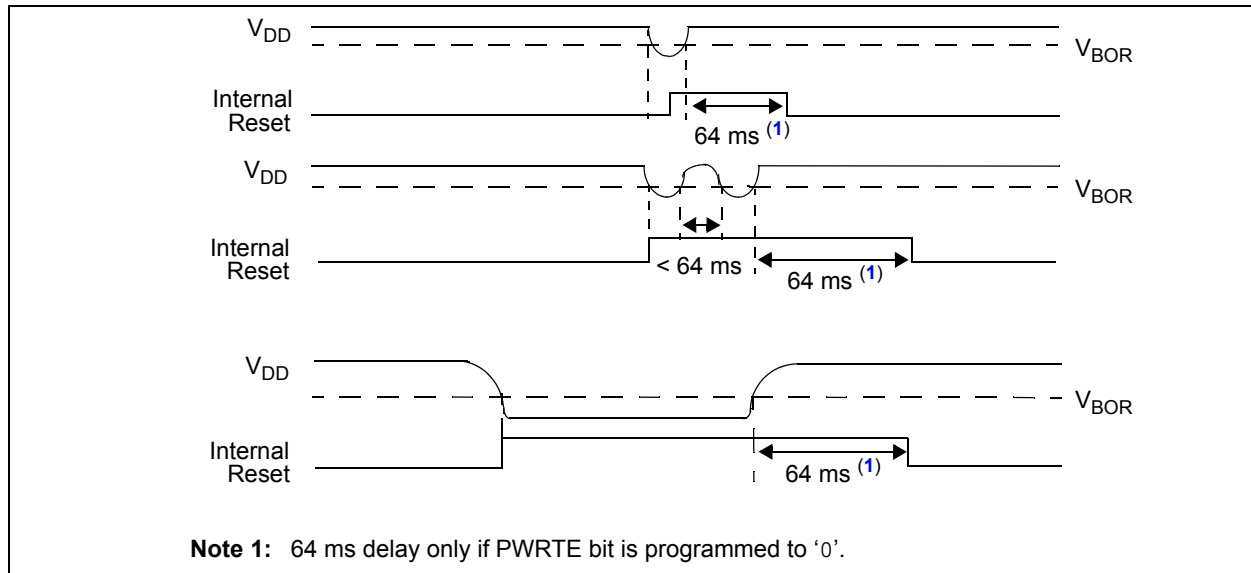 VDD
VBOR
Internal
Reset
64 ms (1)
VDD
VBOR
Internal
Reset
< 64 ms
64 ms (1)
VDD
VBOR
Internal
Reset
64 ms (1)
Note 1: 64 ms delay only if PWRTE bit is programmed to ‘0’.